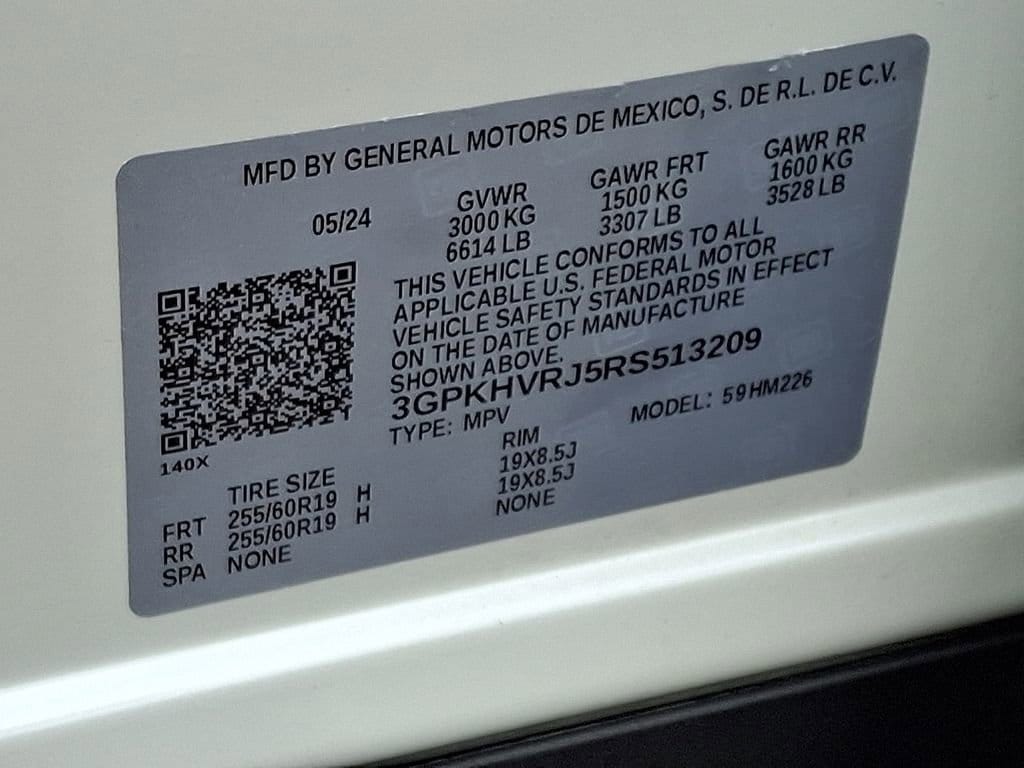 MFD BY GENERAL MOTORS DE MEXICO, S. DE R.L. DE C.V.
05/24 GVWR GAWR FRT GAWR RR
3000 KG 1500 KG 1600 KG
6614 LB 3307 LB 3528 LB
THIS VEHICLE CONFORMS TO ALL
APPLICABLE U.S. FEDERAL MOTOR
VEHICLE SAFETY STANDARDS IN EFFECT
ON THE DATE OF MANUFACTURE
SHOWN ABOVE.
3GPKHVRJ5RS513209
TYPE: MPV MODEL: 59HM226
140X
TIRE SIZE RIM
FRT 255/60R19 H 19X8.5J
RR 255/60R19 H 19X8.5J
SPA NONE NONE